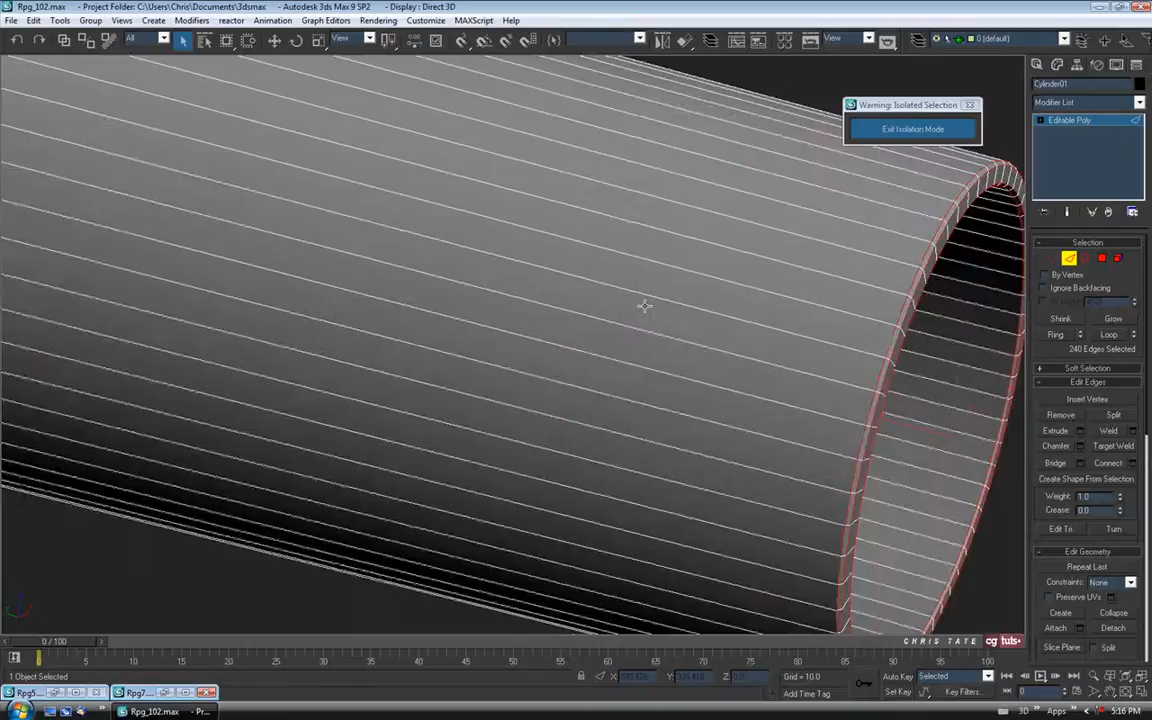 Rpg_102.max - Project Folder: C:\Users\Chris\Documents\3dsmax - Autodesk 3ds Max 9 SP2 - Display : Direct 3D
File Edit Tools Group Views Create Modifiers reactor Animation Graph Editors Rendering Customize MAXScript Help
All View View 0 (default)
Warning: Isolated Selection
Exit Isolation Mode
Cylinder01
Modifier List
Editable Poly
Selection
By Vertex
Ignore Backfacing
Shrink Grow
Ring Loop
240 Edges Selected
Soft Selection
Edit Edges
Insert Vertex
Remove Split
Extrude Weld
Chamfer Target Weld
Bridge Connect
Create Shape From Selection
Weight: 1.0
Crease: 0.0
Edit Tri. Turn
Edit Geometry
Repeat Last
Constraints: None
Preserve UVs
Create Collapse
Attach Detach
Slice Plane Split
CHRIS TATE cgtuts+
0 / 100
0 5 10 15 20 25 30 35 40 45 50 55 60 65 70 75 80 85 90 95 100
1 Object Selected X: Y: Z: Grid = 10.0 Auto Key Selected
Add Time Tag Set Key Key Filters... 0
Rpg5... Rpg7...
Rpg_102.max - Pr... 3D Apps 5:16 PM